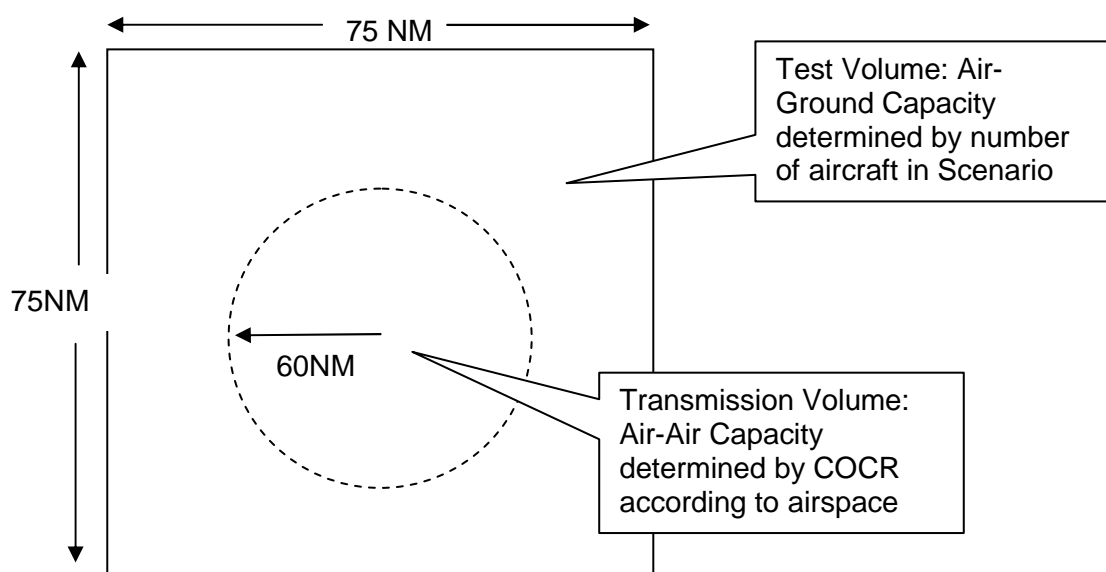 75 NM
Test Volume: Air-
Ground Capacity
determined by number
of aircraft in Scenario
75NM
60NM
Transmission Volume:
Air-Air Capacity
determined by COCR
according to airspace